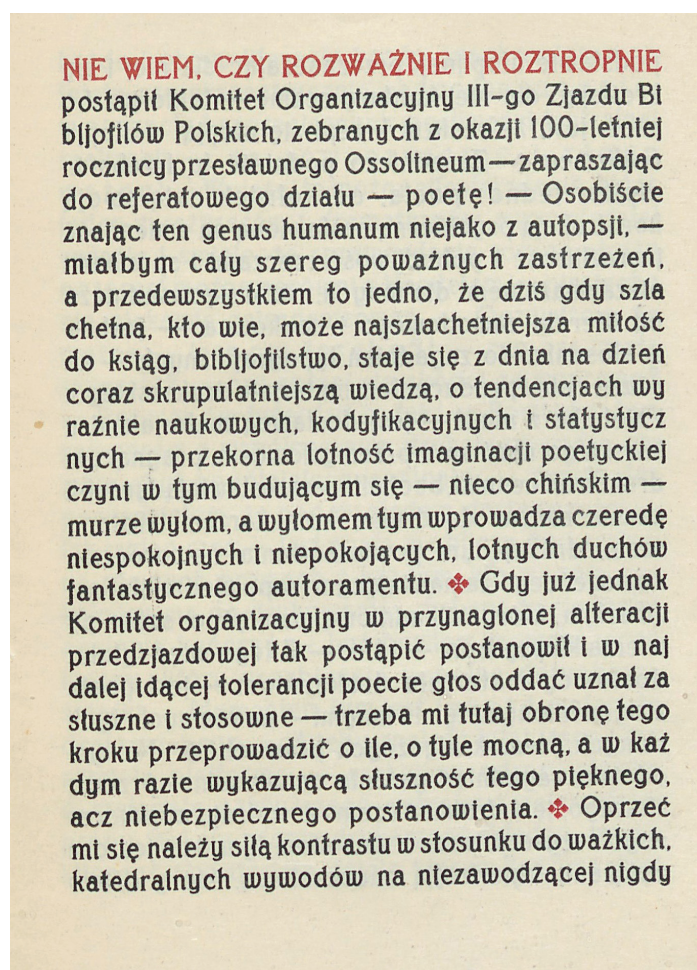 NIE WIEM, CZY ROZWAŻNIE I ROZTROPNIE
postąpił Komitet Organizacyjny III-go Zjazdu Bi
bljofilów Polskich, zebranych z okazji 100-letniej
rocznicy przesławnego Ossolineum—zapraszając
do referatowego działu — poetę! — Osobiście
znając ten genus humanum niejako z autopsji, —
miałbym cały szereg poważnych zastrzeżeń,
a przedewszystkiem to jedno, że dziś gdy szla
chetna, kto wie, może najszlachetniejsza miłość
do ksiąg, bibljofilstwo, staje się z dnia na dzień
coraz skrupulatniejszą wiedzą, o tendencjach wy
raźnie naukowych, kodyfikacyjnych i statystycz
nych — przekorna lotność imaginacji poetyckiej
czyni w tym budującym się — nieco chińskim —
murze wyłom, a wyłomem tym wprowadza czeredę
niespokojnych i niepokojących, lotnych duchów
fantastycznego autoramentu. ✤ Gdy już jednak
Komitet organizacyjny w przynaglonej alteracji
przedzjazdowej tak postąpić postanowił i w naj
dalej idącej tolerancji poecie głos oddać uznał za
słuszne i stosowne — trzeba mi tutaj obronę tego
kroku przeprowadzić o ile, o tyle mocną, a w każ
dym razie wykazującą słuszność tego pięknego,
acz niebezpiecznego postanowienia. ✤ Oprzeć
mi się należy siłą kontrastu w stosunku do ważkich,
katedralnych wywodów na niezawodzącej nigdy